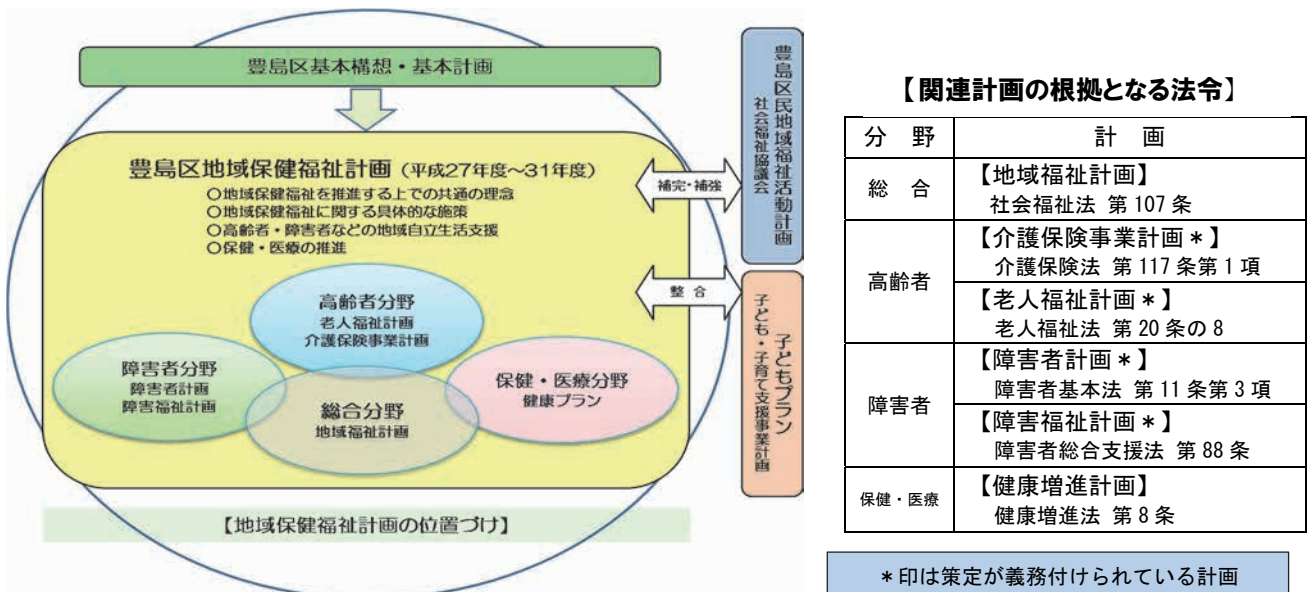 豊島区基本構想・基本計画
豊島区地域保健福祉計画（平成27年度～31年度）
○地域保健福祉を推進する上での共通の理念
○地域保健福祉に関する具体的な施策
○高齢者・障害者などの地域自立生活支援
○保健・医療の推進
高齢者分野
老人福祉計画
介護保険事業計画
障害者分野
障害者計画
障害福祉計画
総合分野
地域福祉計画
保健・医療分野
健康プラン
【地域保健福祉計画の位置づけ】
補完・補強
整 合
豊島区民地域福祉活動計画
社会福祉協議会
子どもプラン
子ども・子育て支援事業計画
【関連計画の根拠となる法令】
分 野 計 画
総 合 【地域福祉計画】
社会福祉法 第107条
高齢者 【介護保険事業計画＊】
介護保険法 第117条第1項
【老人福祉計画＊】
老人福祉法 第20条の8
障害者 【障害者計画＊】
障害者基本法 第11条第3項
【障害福祉計画＊】
障害者総合支援法 第88条
保健・医療 【健康増進計画】
健康増進法 第8条
＊印は策定が義務付けられている計画